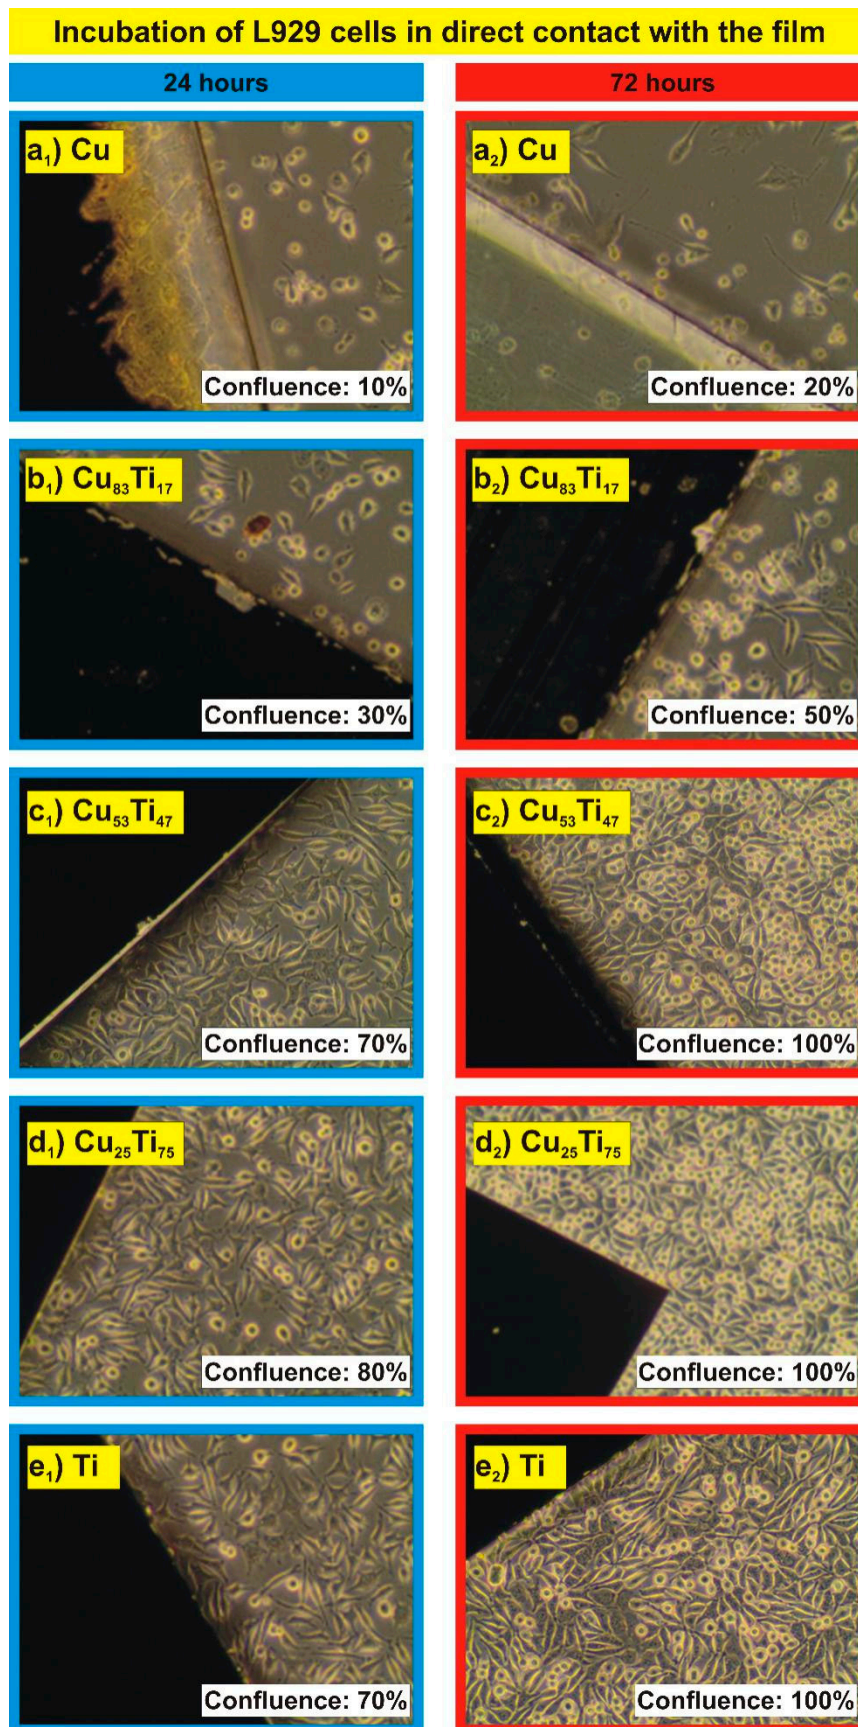 Incubation of L929 cells in direct contact with the film
24 hours
72 hours
a₁) Cu
Confluence: 10%
a₂) Cu
Confluence: 20%
b₁) Cu₈₃Ti₁₇
Confluence: 30%
b₂) Cu₈₃Ti₁₇
Confluence: 50%
c₁) Cu₅₃Ti₄₇
Confluence: 70%
c₂) Cu₅₃Ti₄₇
Confluence: 100%
d₁) Cu₂₅Ti₇₅
Confluence: 80%
d₂) Cu₂₅Ti₇₅
Confluence: 100%
e₁) Ti
Confluence: 70%
e₂) Ti
Confluence: 100%